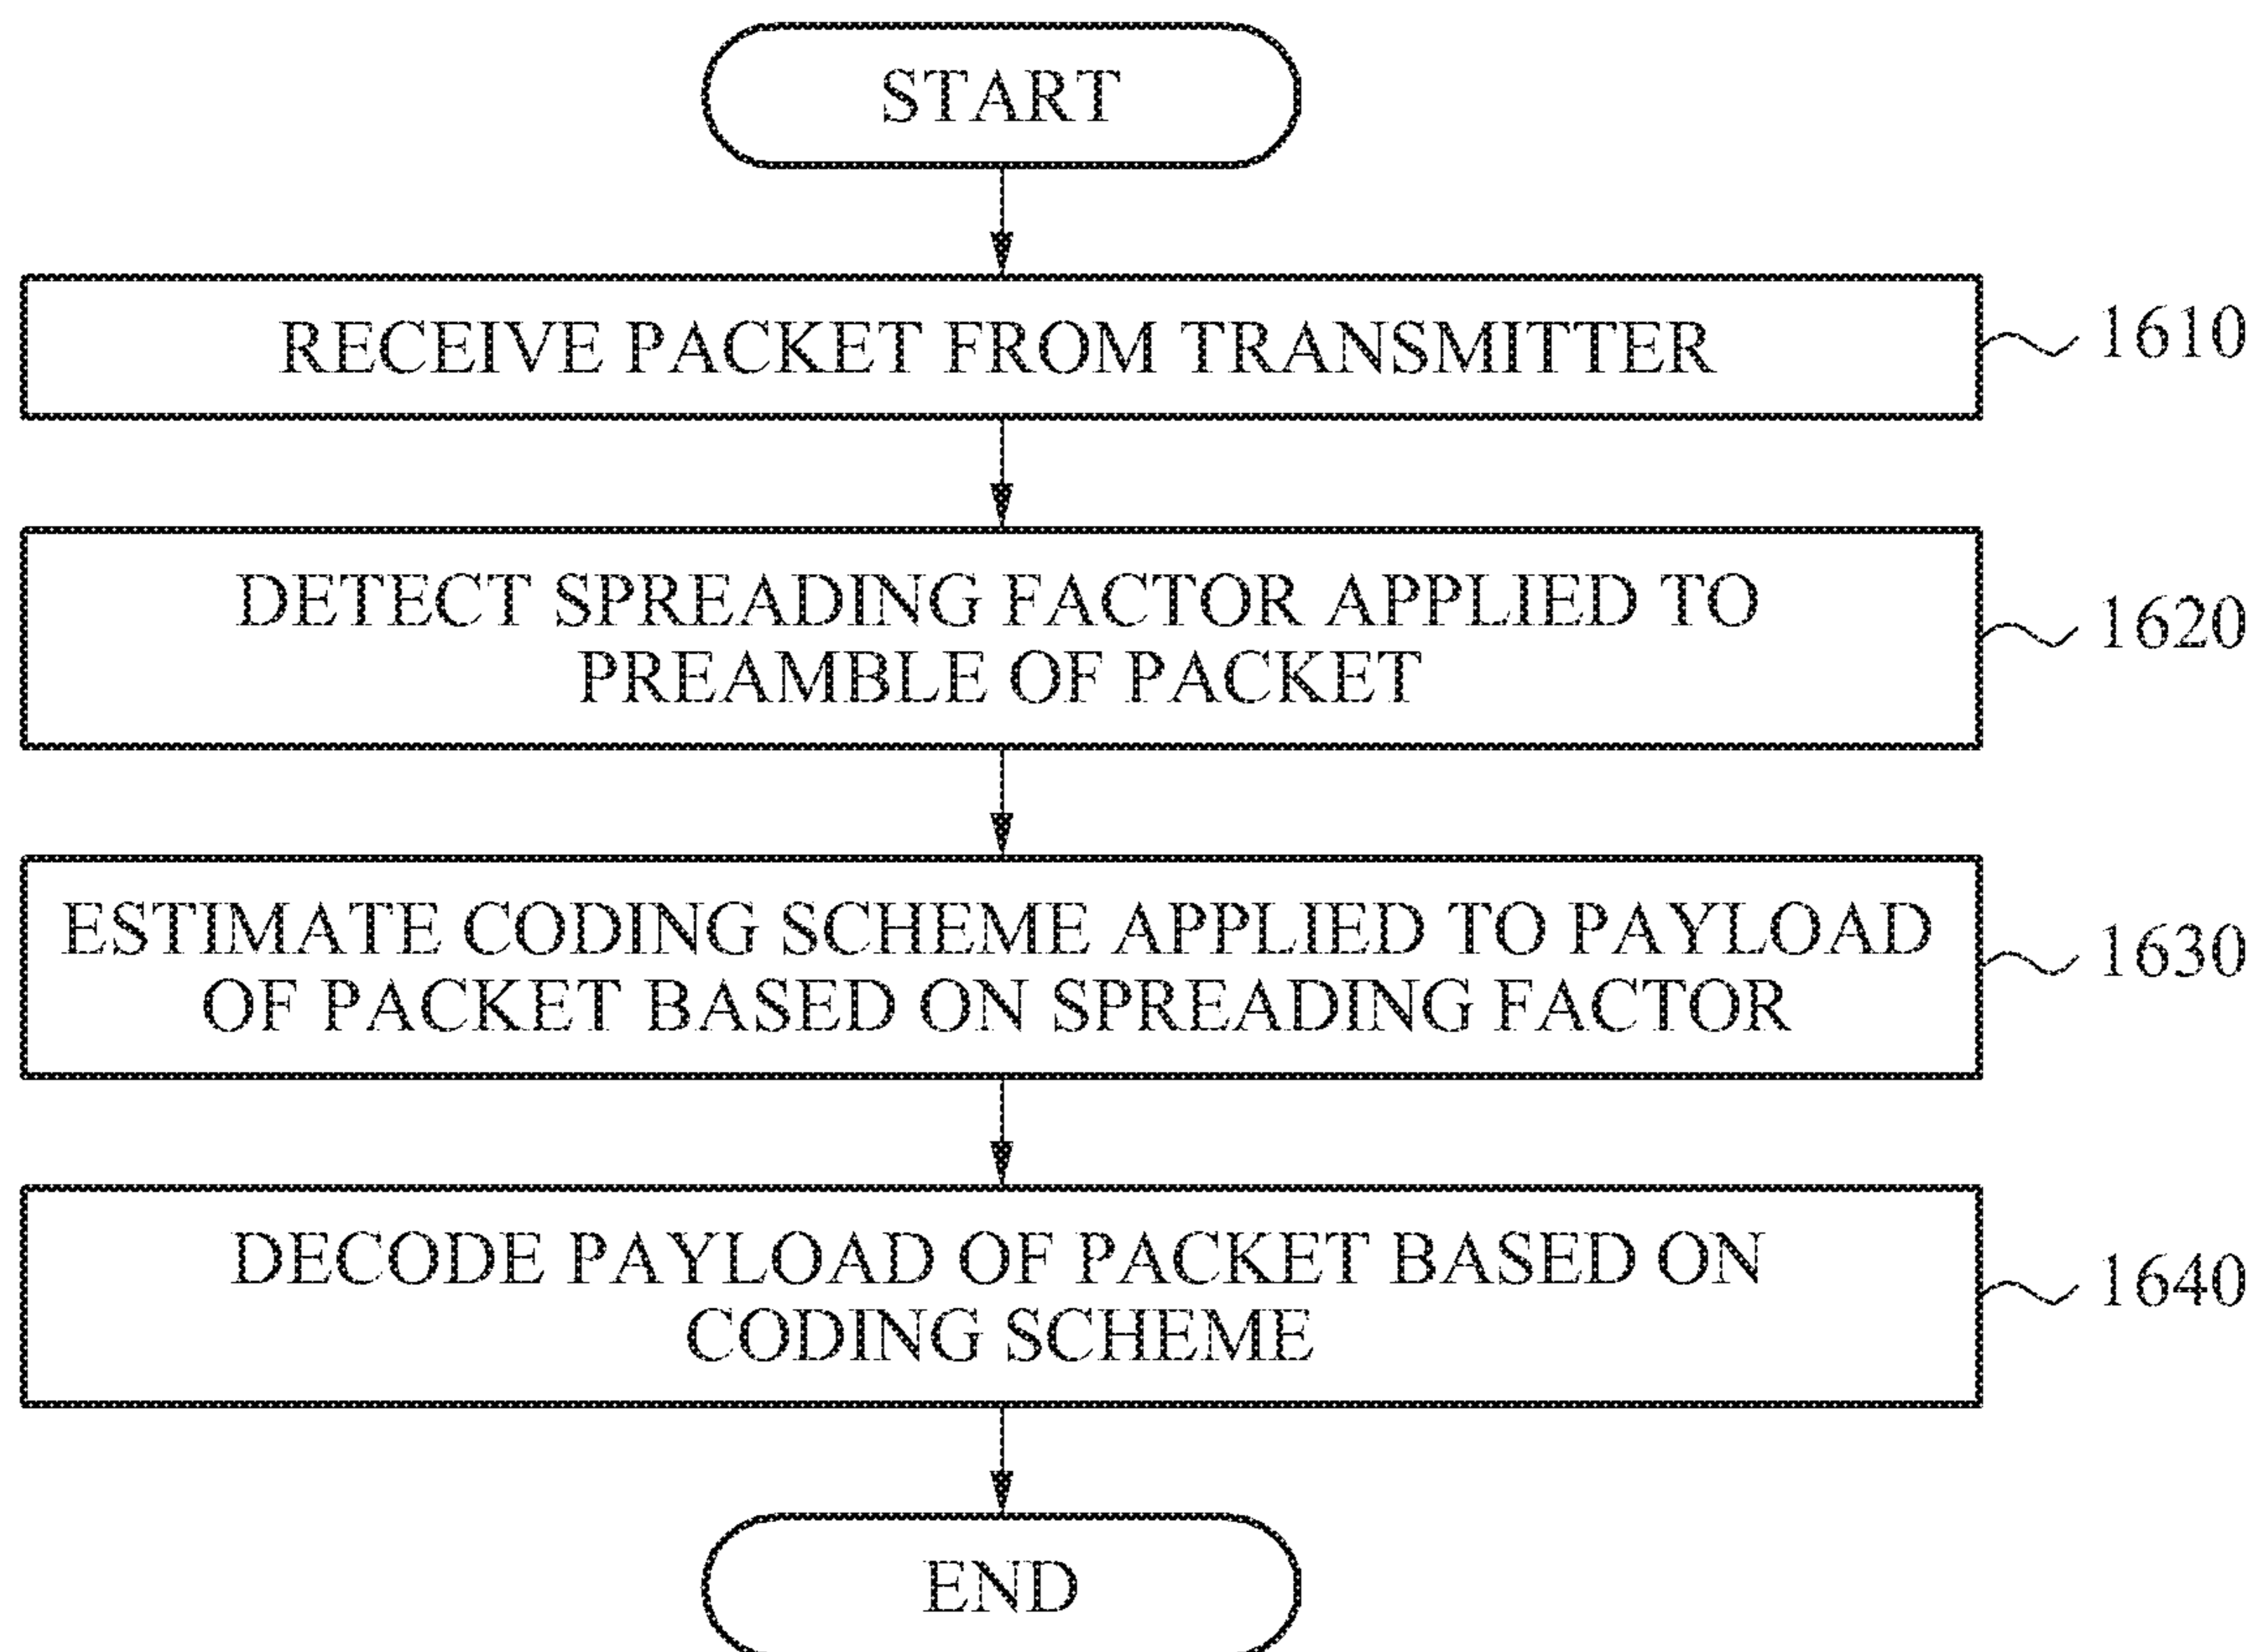 START
RECEIVE PACKET FROM TRANSMITTER
1610
DETECT SPREADING FACTOR APPLIED TO
PREAMBLE OF PACKET
1620
ESTIMATE CODING SCHEME APPLIED TO PAYLOAD
OF PACKET BASED ON SPREADING FACTOR
1630
DECODE PAYLOAD OF PACKET BASED ON
CODING SCHEME
1640
END